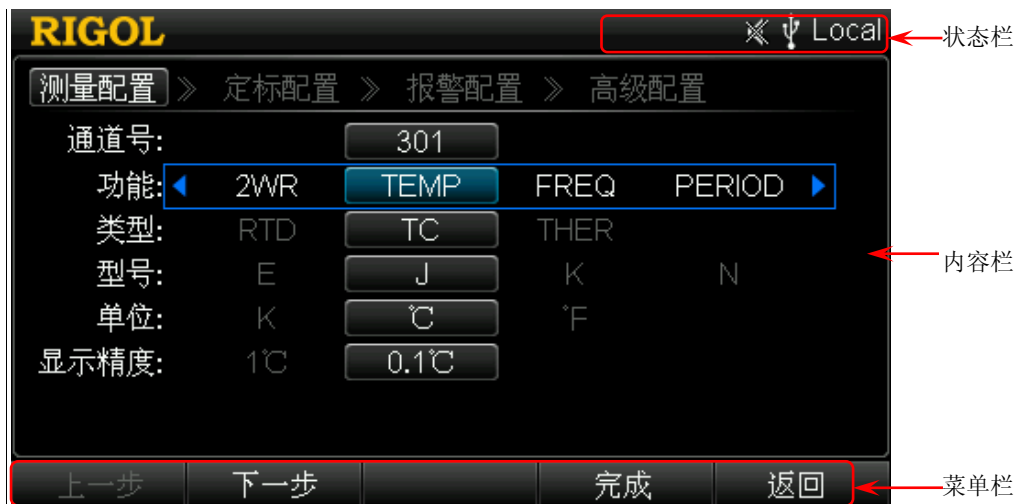 RIGOL Local 状态栏
测量配置 》 定标配置 》 报警配置 》 高级配置
通道号: 301
功能: 2WR TEMP FREQ PERIOD
类型: RTD TC THER
型号: E J K N
内容栏
单位: K ℃ ℉
显示精度: 1℃ 0.1℃
上一步 下一步 完成 返回 菜单栏